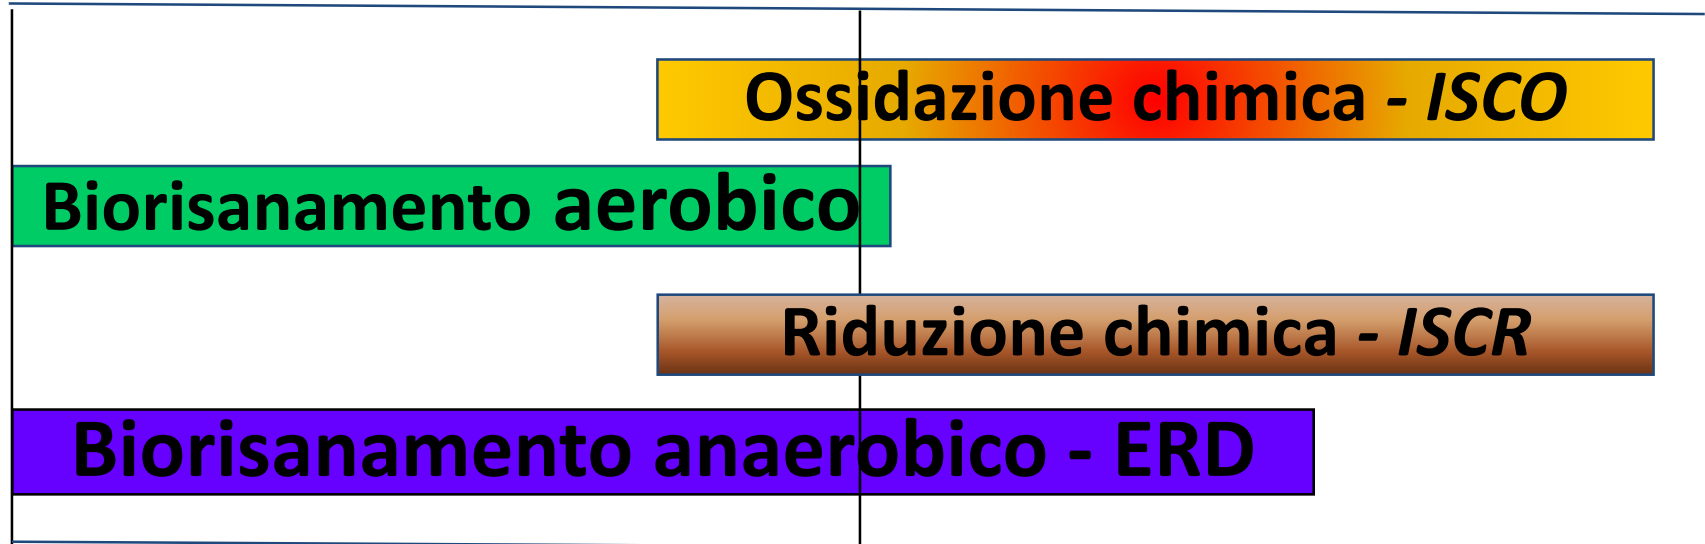 Ossidazione chimica - ISCO
Biorisanamento aerobico
Riduzione chimica - ISCR
Biorisanamento anaerobico - ERD